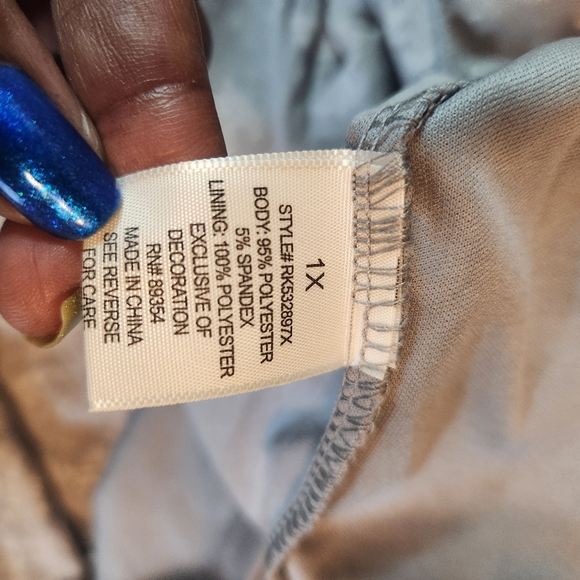 1X
STYLE# RK532897X
BODY: 95% POLYESTER
5% SPANDEX
LINING: 100% POLYESTER
EXCLUSIVE OF
DECORATION
RN# 89354
MADE IN CHINA
SEE REVERSE
FOR CARE